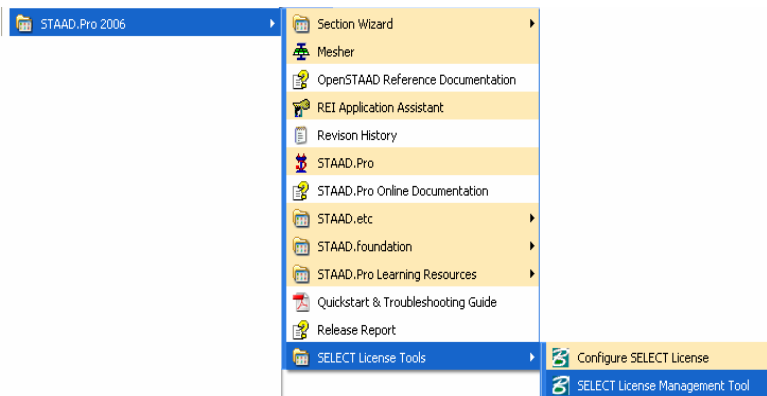 STAAD.Pro 2006
Section Wizard
Mesher
OpenSTAAD Reference Documentation
REI Application Assistant
Revison History
STAAD.Pro
STAAD.Pro Online Documentation
STAAD.etc
STAAD.foundation
STAAD.Pro Learning Resources
Quickstart & Troubleshooting Guide
Release Report
SELECT License Tools
Configure SELECT License
SELECT License Management Tool